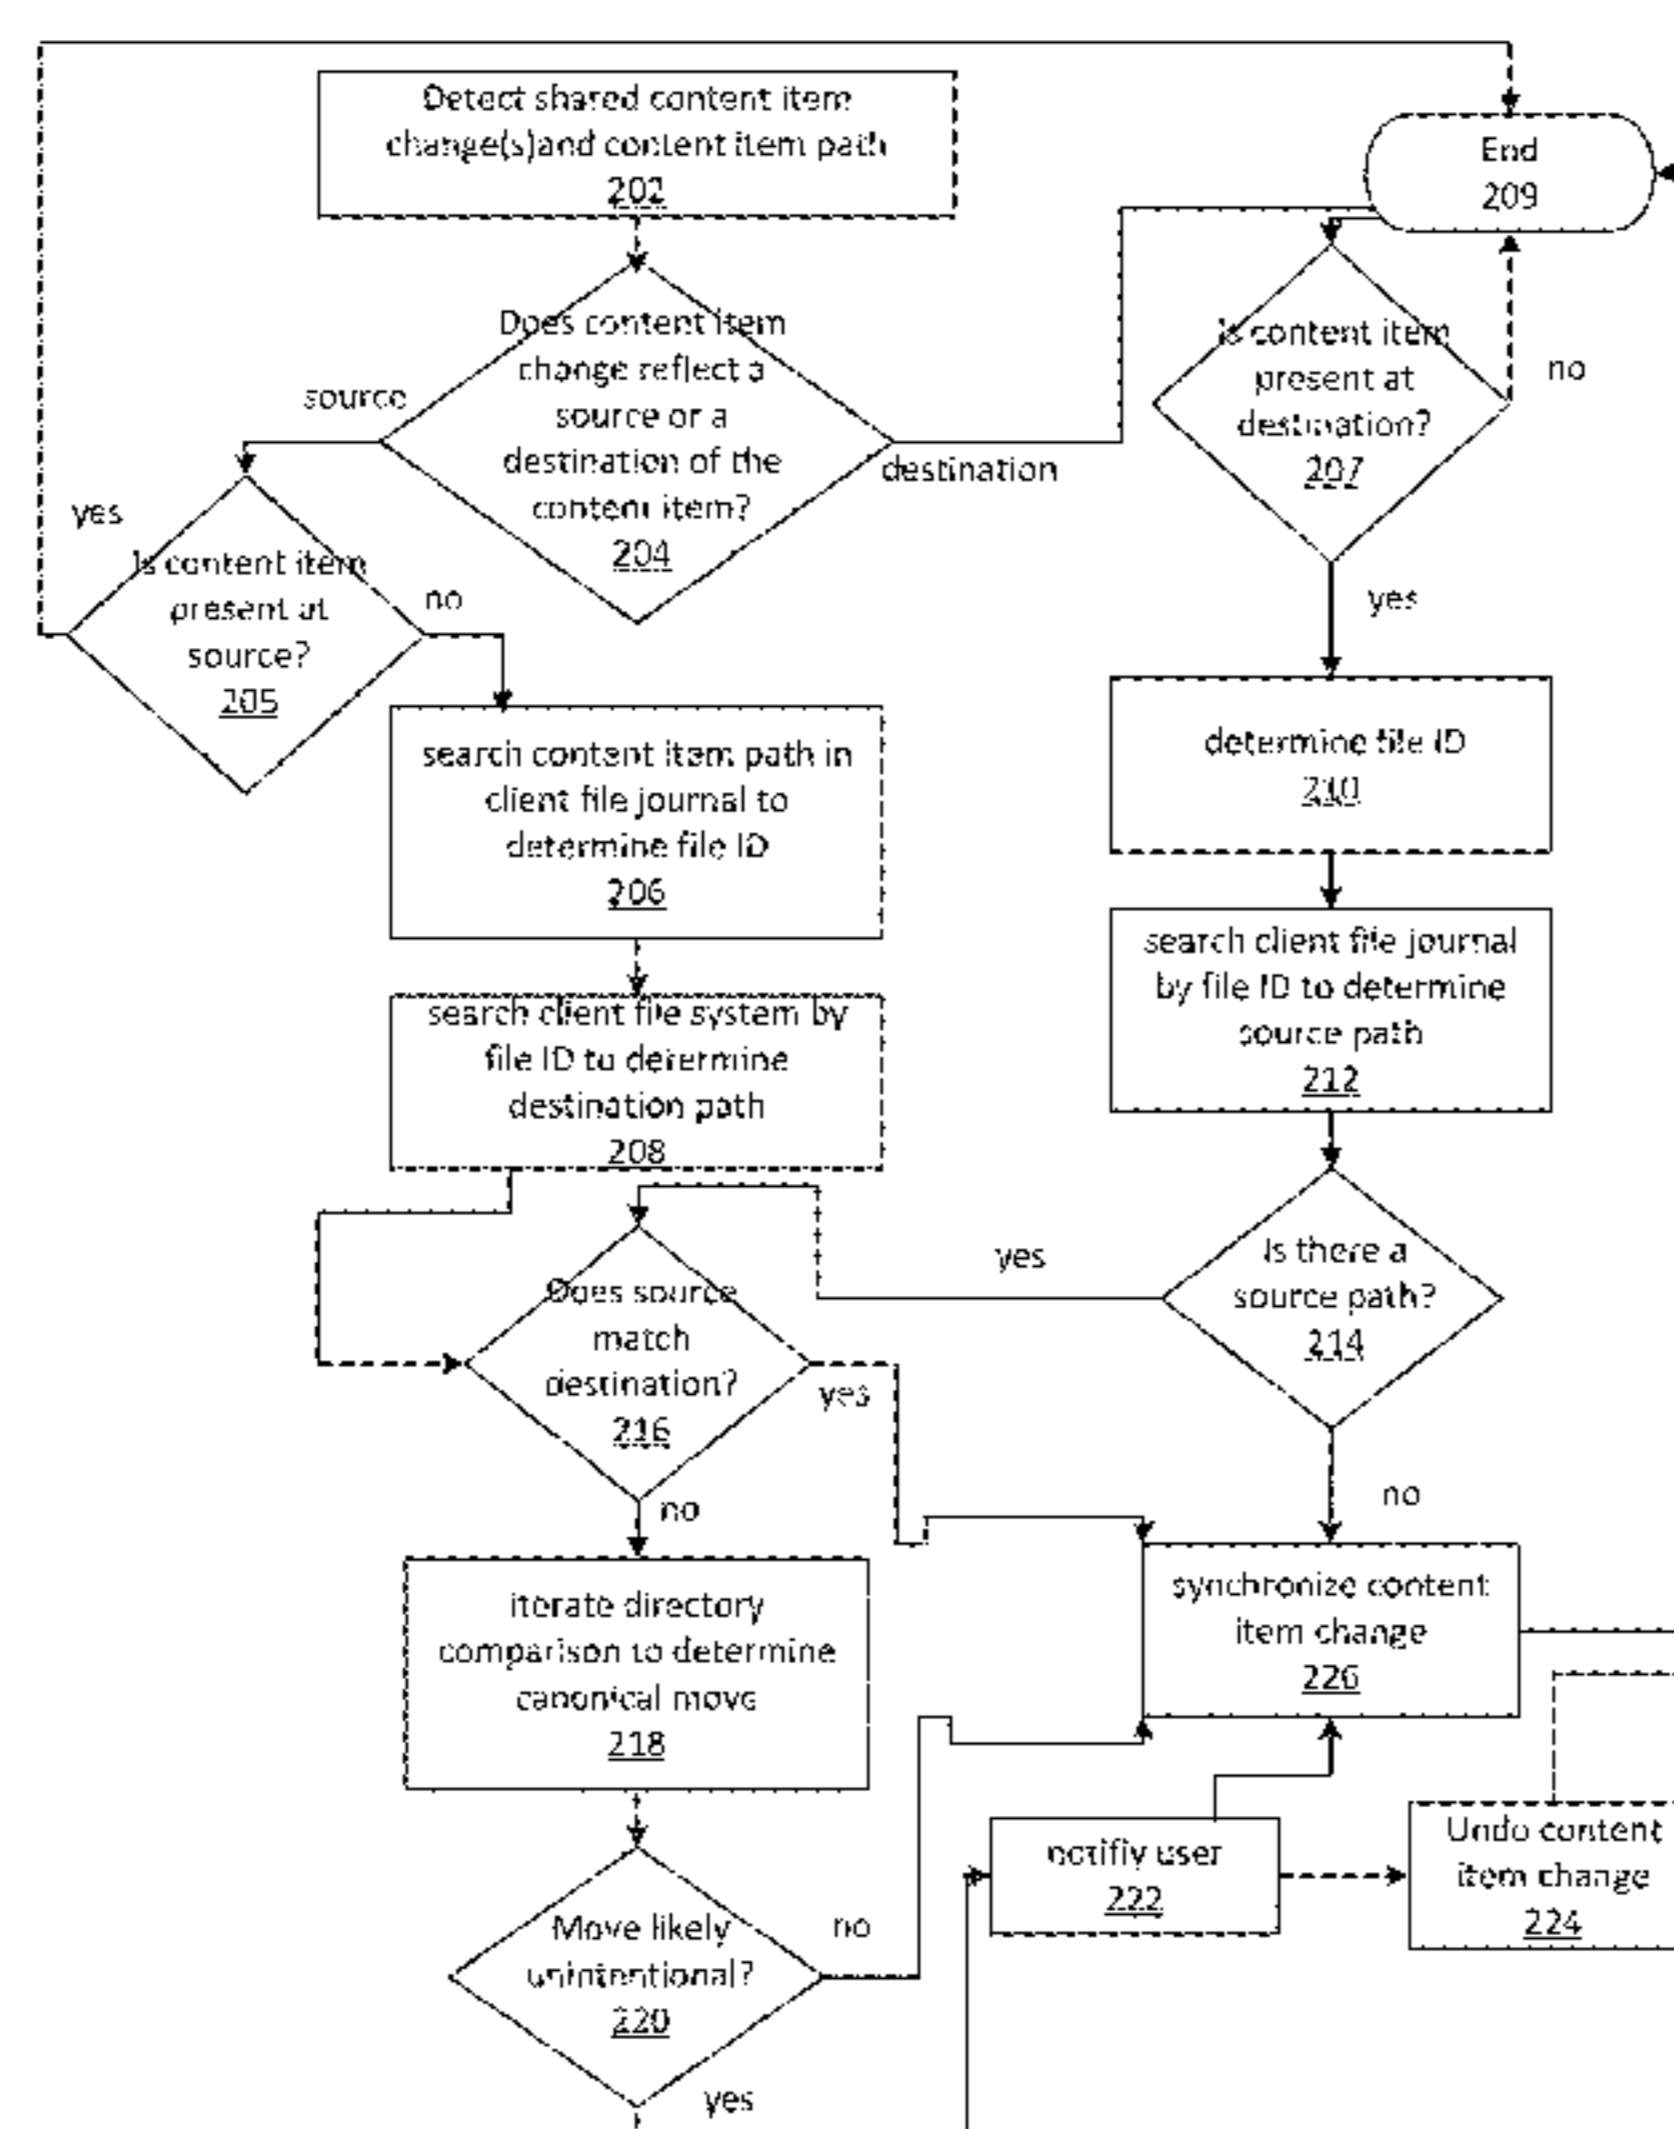 Detect shared content item
change(s)and content item path
202
End
209
Does content item
change reflect a
source or a
destination of the
content item?
204
source
destination
Is content item
present at
destination?
207
no
yes
yes
Is content item
present at
source?
205
no
search content item path in
client file journal to
determine file ID
206
determine file ID
210
search client file system by
file ID to determine
destination path
208
search client file journal
by file ID to determine
source path
212
Is there a
source path?
214
yes
no
Does source
match
destination?
216
yes
no
iterate directory
comparison to determine
canonical move
218
synchronize content
item change
226
notifiy user
222
Undo content
item change
224
Move likely
unintentional?
220
no
yes